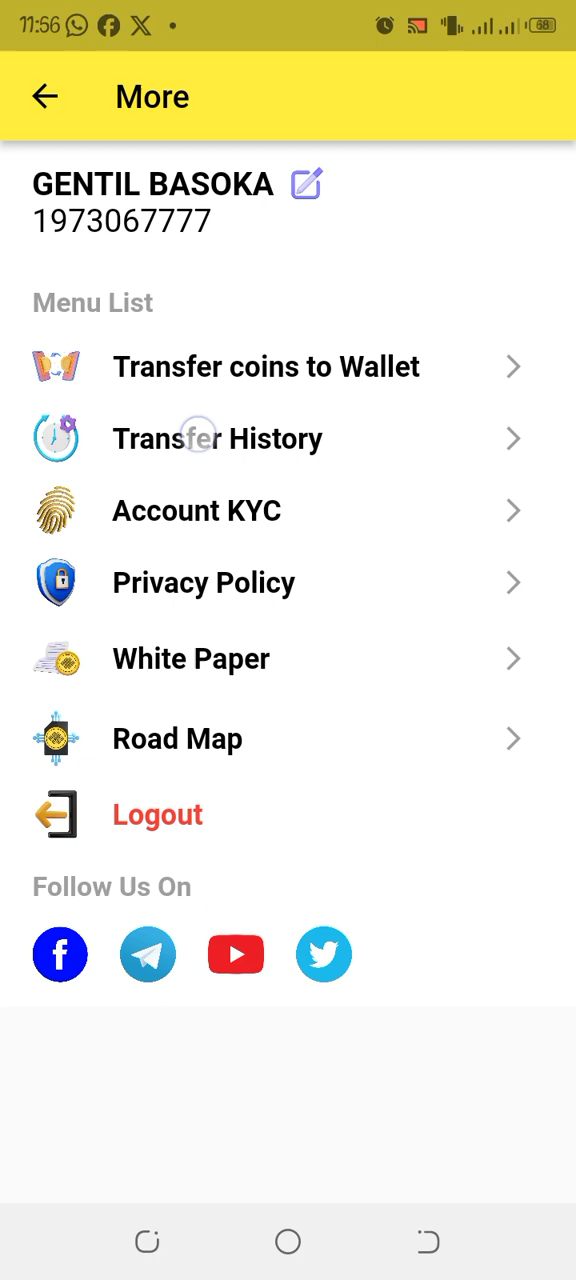 11:56
68
More
GENTIL BASOKA
1973067777
Menu List
Transfer coins to Wallet
Transfer History
Account KYC
Privacy Policy
White Paper
Road Map
Logout
Follow Us On